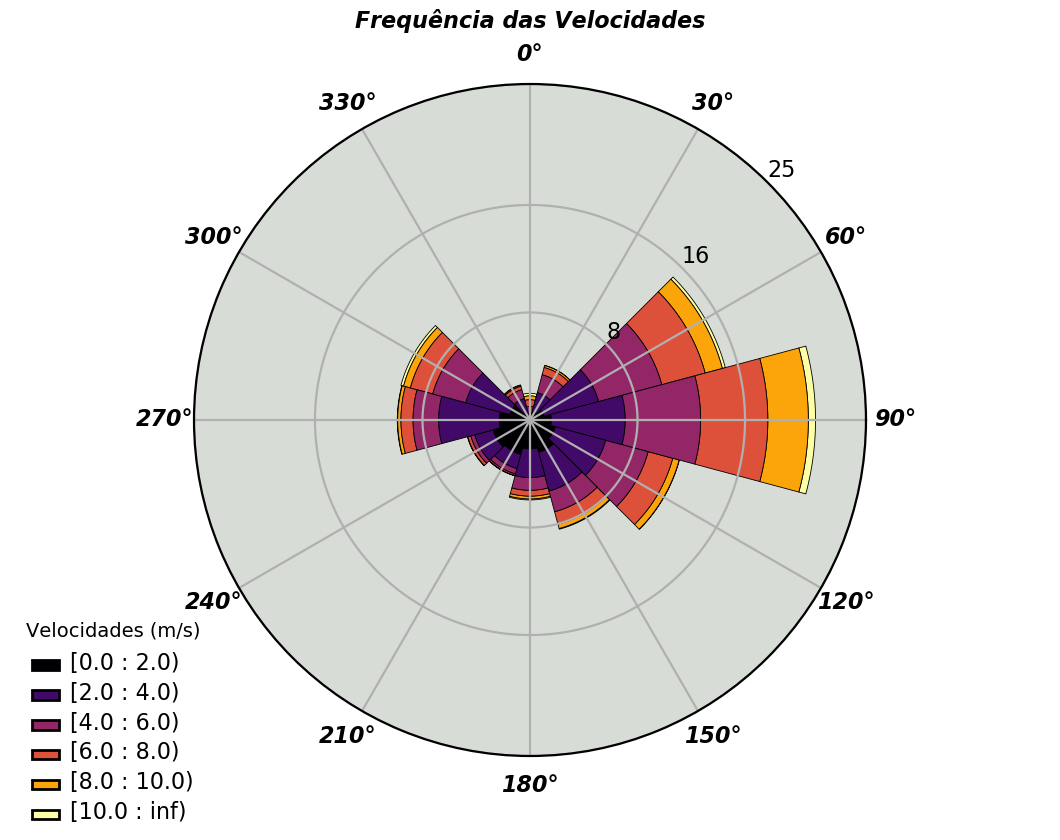 Frequência das Velocidades
0°
330°
30°
25
300°
60°
16
8
270°
90°
240°
120°
210°
150°
180°
Velocidades (m/s)
[0.0 : 2.0)
[2.0 : 4.0)
[4.0 : 6.0)
[6.0 : 8.0)
[8.0 : 10.0)
[10.0 : inf)